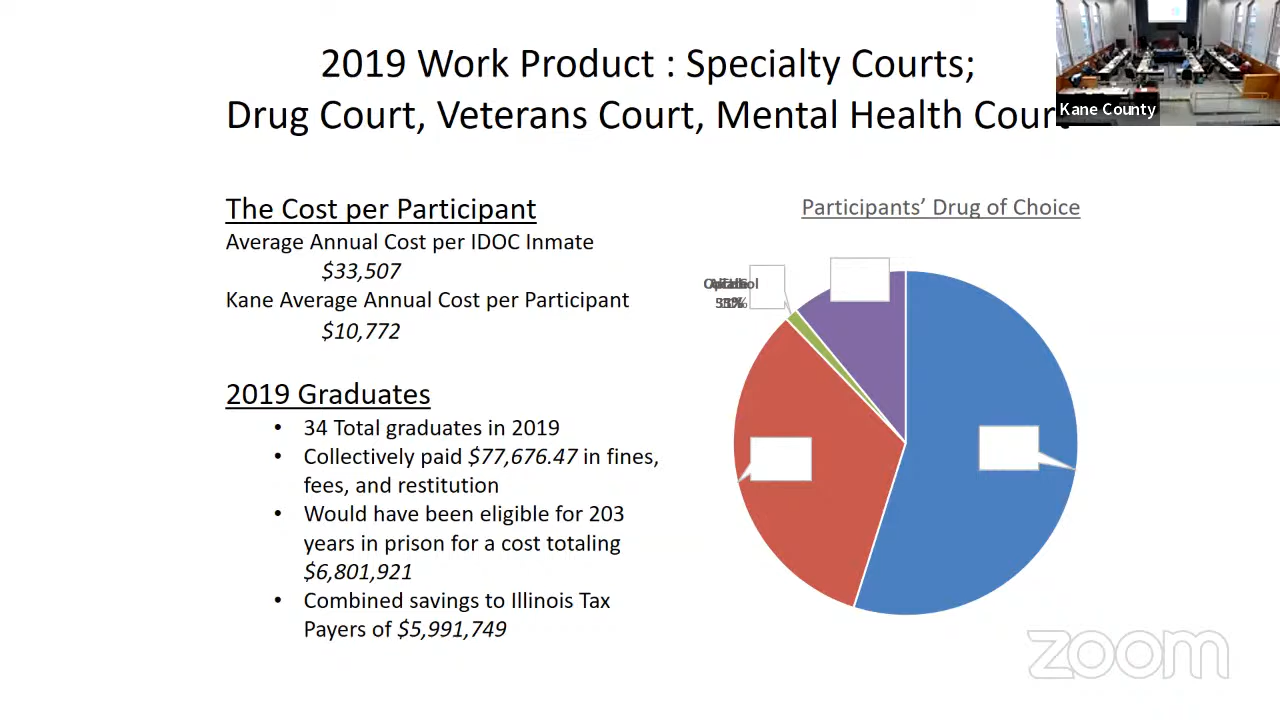 2019 Work Product : Specialty Courts;
Drug Court, Veterans Court, Mental Health Court
Kane County
The Cost per Participant
Average Annual Cost per IDOC Inmate
$33,507
Kane Average Annual Cost per Participant
$10,772
2019 Graduates
• 34 Total graduates in 2019
• Collectively paid $77,676.47 in fines,
fees, and restitution
• Would have been eligible for 203
years in prison for a cost totaling
$6,801,921
• Combined savings to Illinois Tax
Payers of $5,991,749
Participants’ Drug of Choice
zoom